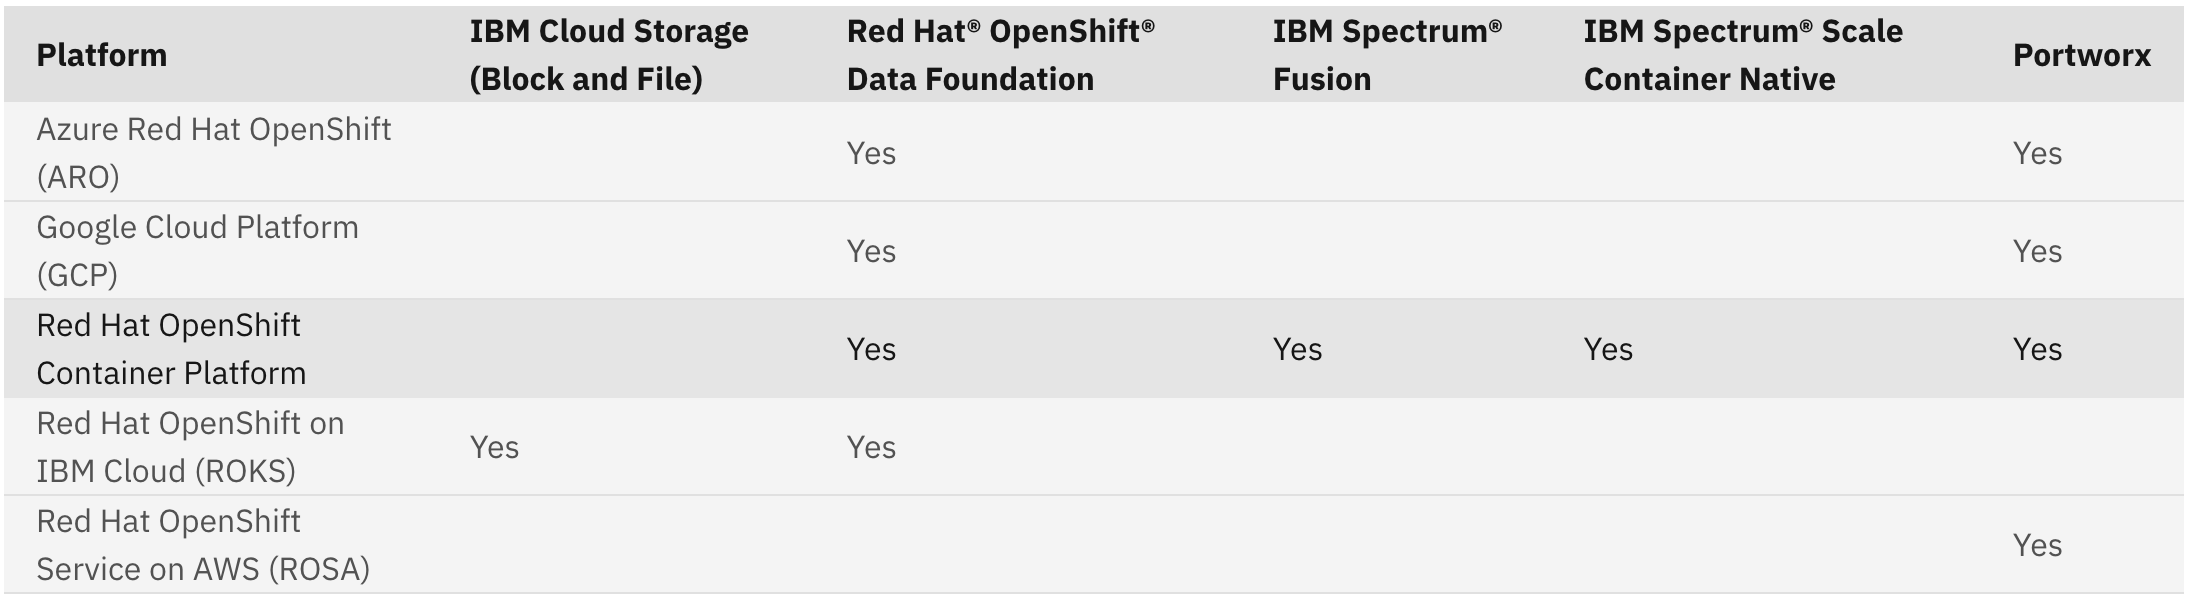 Platform
IBM Cloud Storage
(Block and File)
Red Hat® OpenShift®
Data Foundation
IBM Spectrum®
Fusion
IBM Spectrum® Scale
Container Native
Portworx
Azure Red Hat OpenShift
(ARO)
Yes
Yes
Google Cloud Platform
(GCP)
Yes
Yes
Red Hat OpenShift
Container Platform
Yes
Yes
Yes
Yes
Red Hat OpenShift on
IBM Cloud (ROKS)
Yes
Yes
Red Hat OpenShift
Service on AWS (ROSA)
Yes